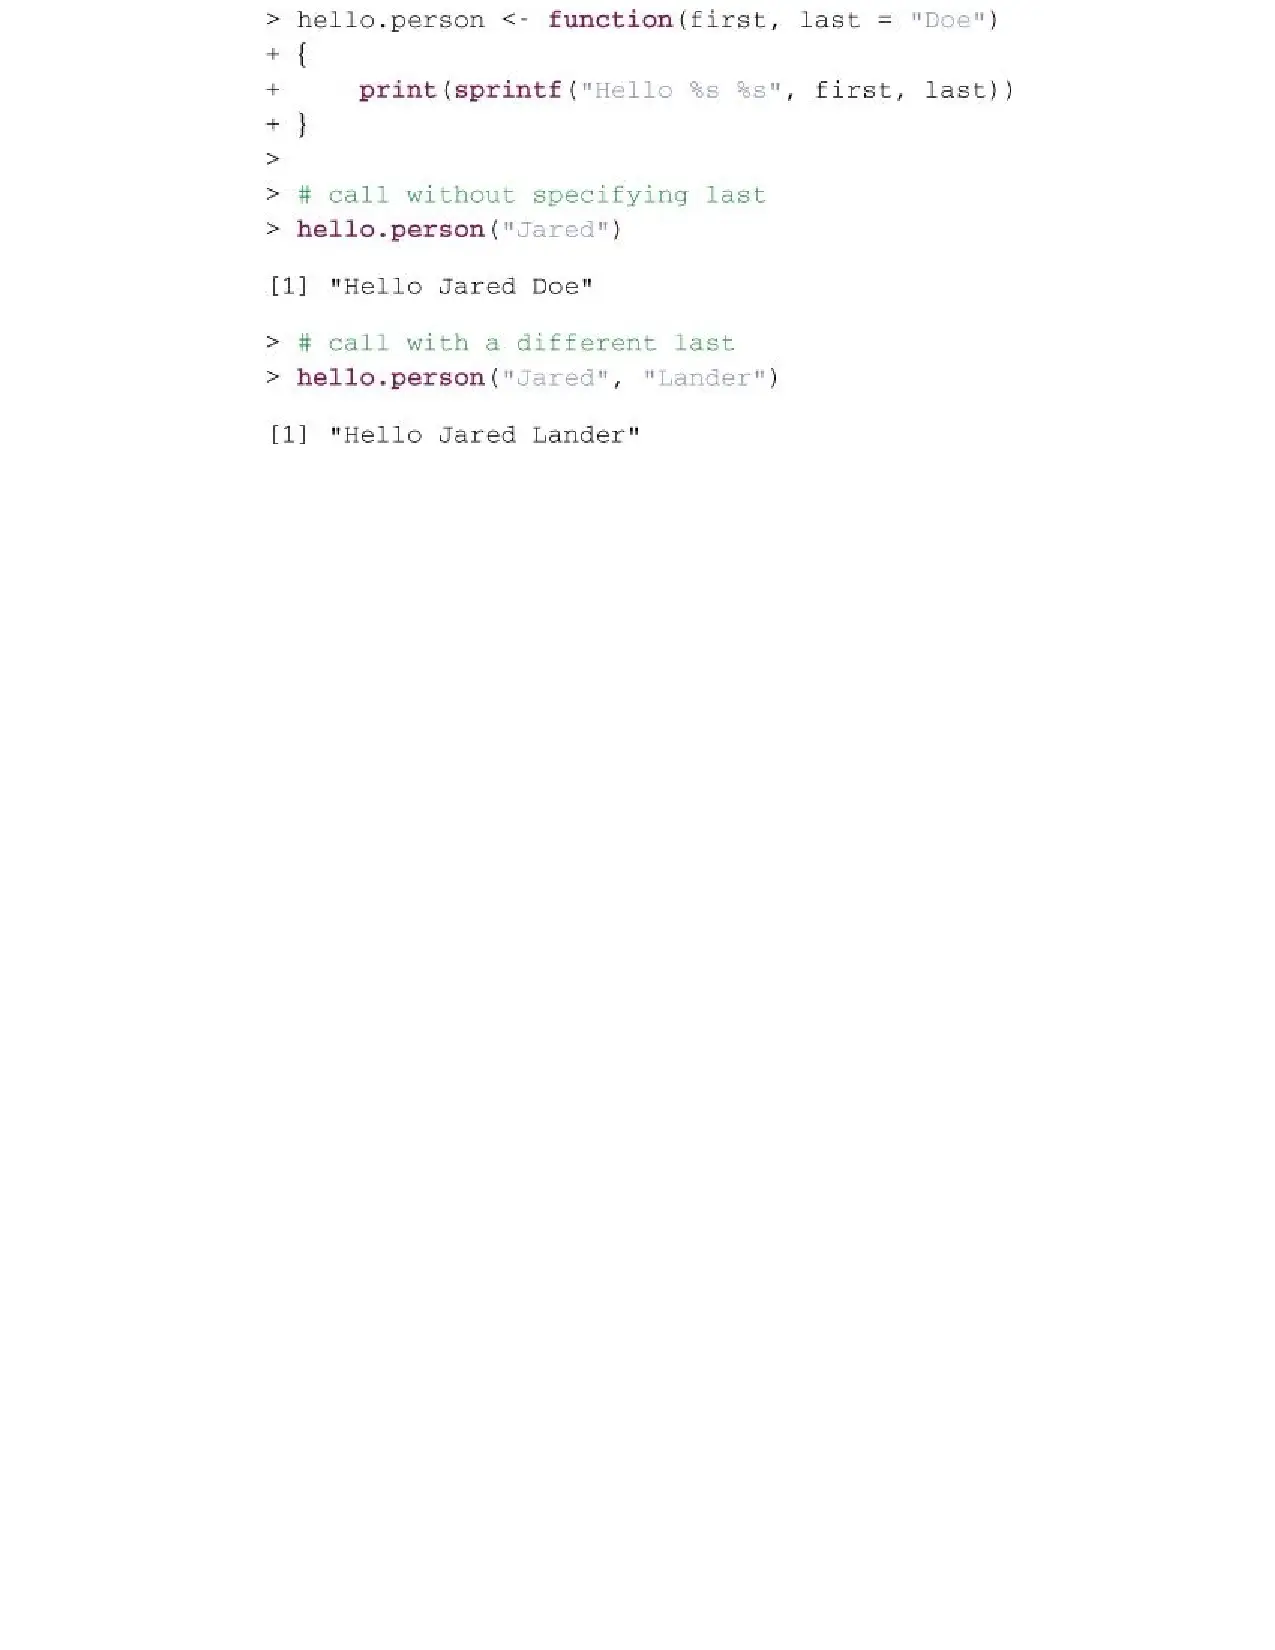 > hello.person <- function(first, last = "Doe")
+ {
+     print(sprintf("Hello %s %s", first, last))
+ }
>
> # call without specifying last
> hello.person("Jared")
[1] "Hello Jared Doe"
> # call with a different last
> hello.person("Jared", "Lander")
[1] "Hello Jared Lander"